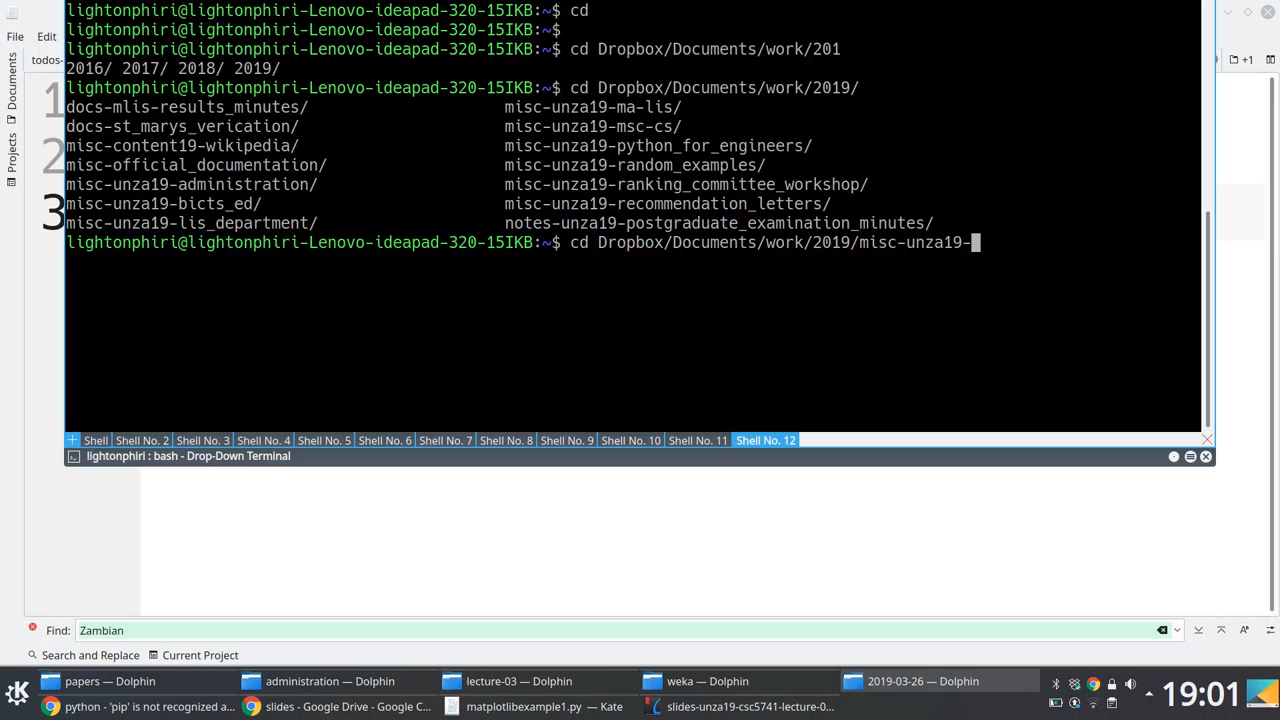 lightonphiri@lightonphiri-Lenovo-ideapad-320-15IKB:~$ cd
File Edit
lightonphiri@lightonphiri-Lenovo-ideapad-320-15IKB:~$
lightonphiri@lightonphiri-Lenovo-ideapad-320-15IKB:~$ cd Dropbox/Documents/work/201
todos-
+1
2016/ 2017/ 2018/ 2019/
lightonphiri@lightonphiri-Lenovo-ideapad-320-15IKB:~$ cd Dropbox/Documents/work/2019/
docs-mlis-results_minutes/ misc-unza19-ma-lis/
docs-st_marys_verication/ misc-unza19-msc-cs/
misc-content19-wikipedia/ misc-unza19-python_for_engineers/
misc-official_documentation/ misc-unza19-random_examples/
misc-unza19-administration/ misc-unza19-ranking_committee_workshop/
misc-unza19-bicts_ed/ misc-unza19-recommendation_letters/
misc-unza19-lis_department/ notes-unza19-postgraduate_examination_minutes/
lightonphiri@lightonphiri-Lenovo-ideapad-320-15IKB:~$ cd Dropbox/Documents/work/2019/misc-unza19-
Documents
Projects
1
2
3
Shell Shell No. 2 Shell No. 3 Shell No. 4 Shell No. 5 Shell No. 6 Shell No. 7 Shell No. 8 Shell No. 9 Shell No. 10 Shell No. 11 Shell No. 12
lightonphiri : bash - Drop-Down Terminal
Find: Zambian
Search and Replace Current Project
papers — Dolphin administration — Dolphin lecture-03 — Dolphin weka — Dolphin 2019-03-26 — Dolphin
python - 'pip' is not recognized a... slides - Google Drive - Google C... matplotlibexample1.py — Kate slides-unza19-csc5741-lecture-0...
19:01